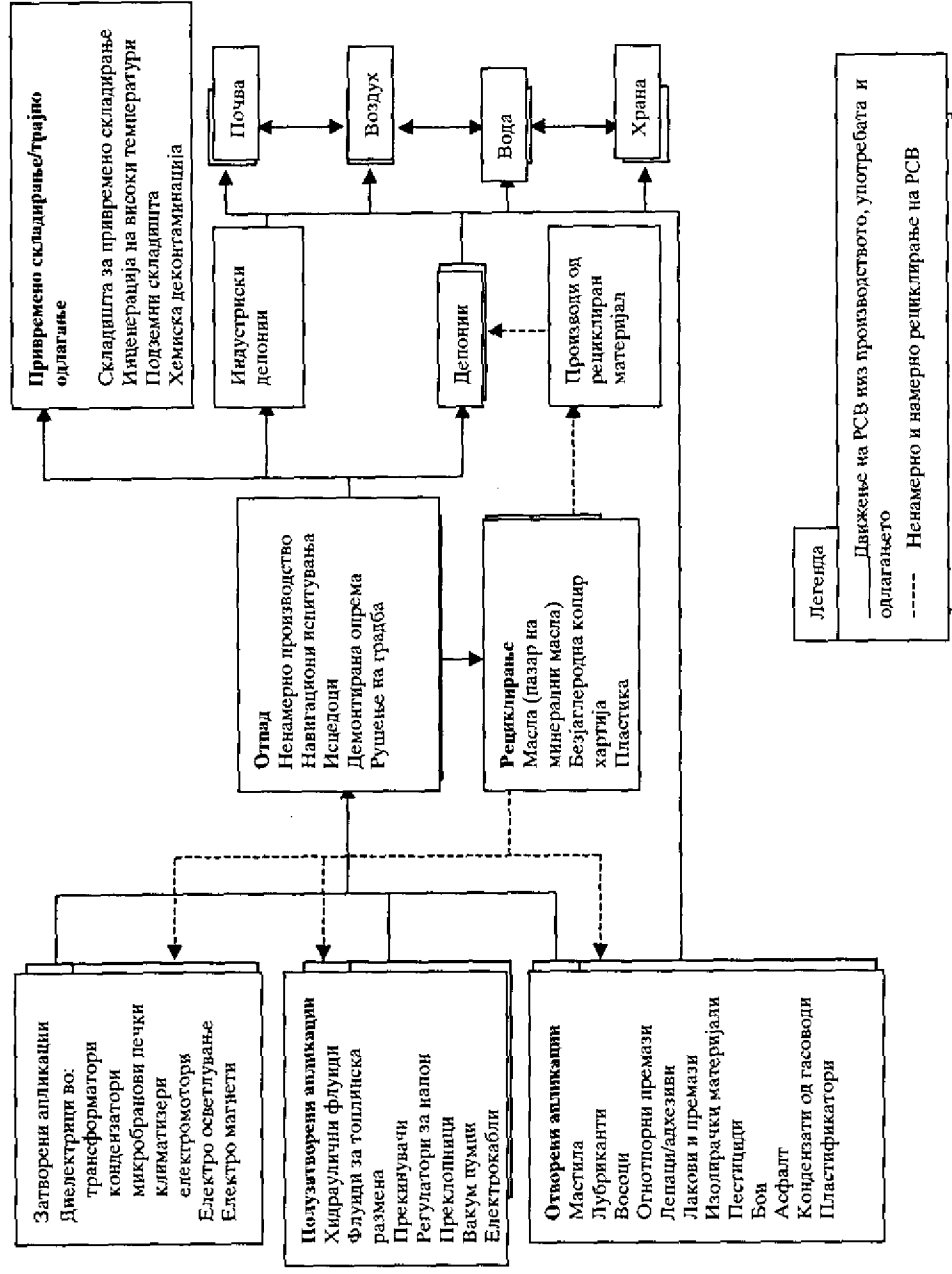 Затворени апликации
Диелектрици во:
трансформатори
кондензатори
микробранови печки
климатизери
електромотори
Електро осветлување
Електро магнети
Полузатворени апликации
Хидраулични флуиди
Флуиди за топлинска
размена
Прекинувачи
Регулатори за напон
Преклопници
Вакум пумпи
Електрокабли
Отворени апликации
Мастила
Лубриканти
Восоци
Огнотпорни премази
Лепаци/адхезиви
Лакови и премази
Изолирачки материјали
Пестициди
Бои
Асфалт
Кондензати од гасоводи
Пластификатори
Отпад
Ненамерно производство
Навигациони испитувања
Исцедоци
Демонтирана опрема
Рушење на градба
Рециклирање
Масла (пазар на
минерални масла)
Безјаглеродна копир
хартија
Пластика
Привремено складирање/трајно
одлагање
Складишта за привремено складирање
Инценерација на високи температури
Подземни складишта
Хемиска деконтаминација
Индустриски
депонии
Депонии
Производи од
рециклиран
материјал
Почва
Воздух
Вода
Храна
Легенда
Движење на PCB низ производството, употребата и
одлагањето
Ненамерно и намерно рециклирање на PCB